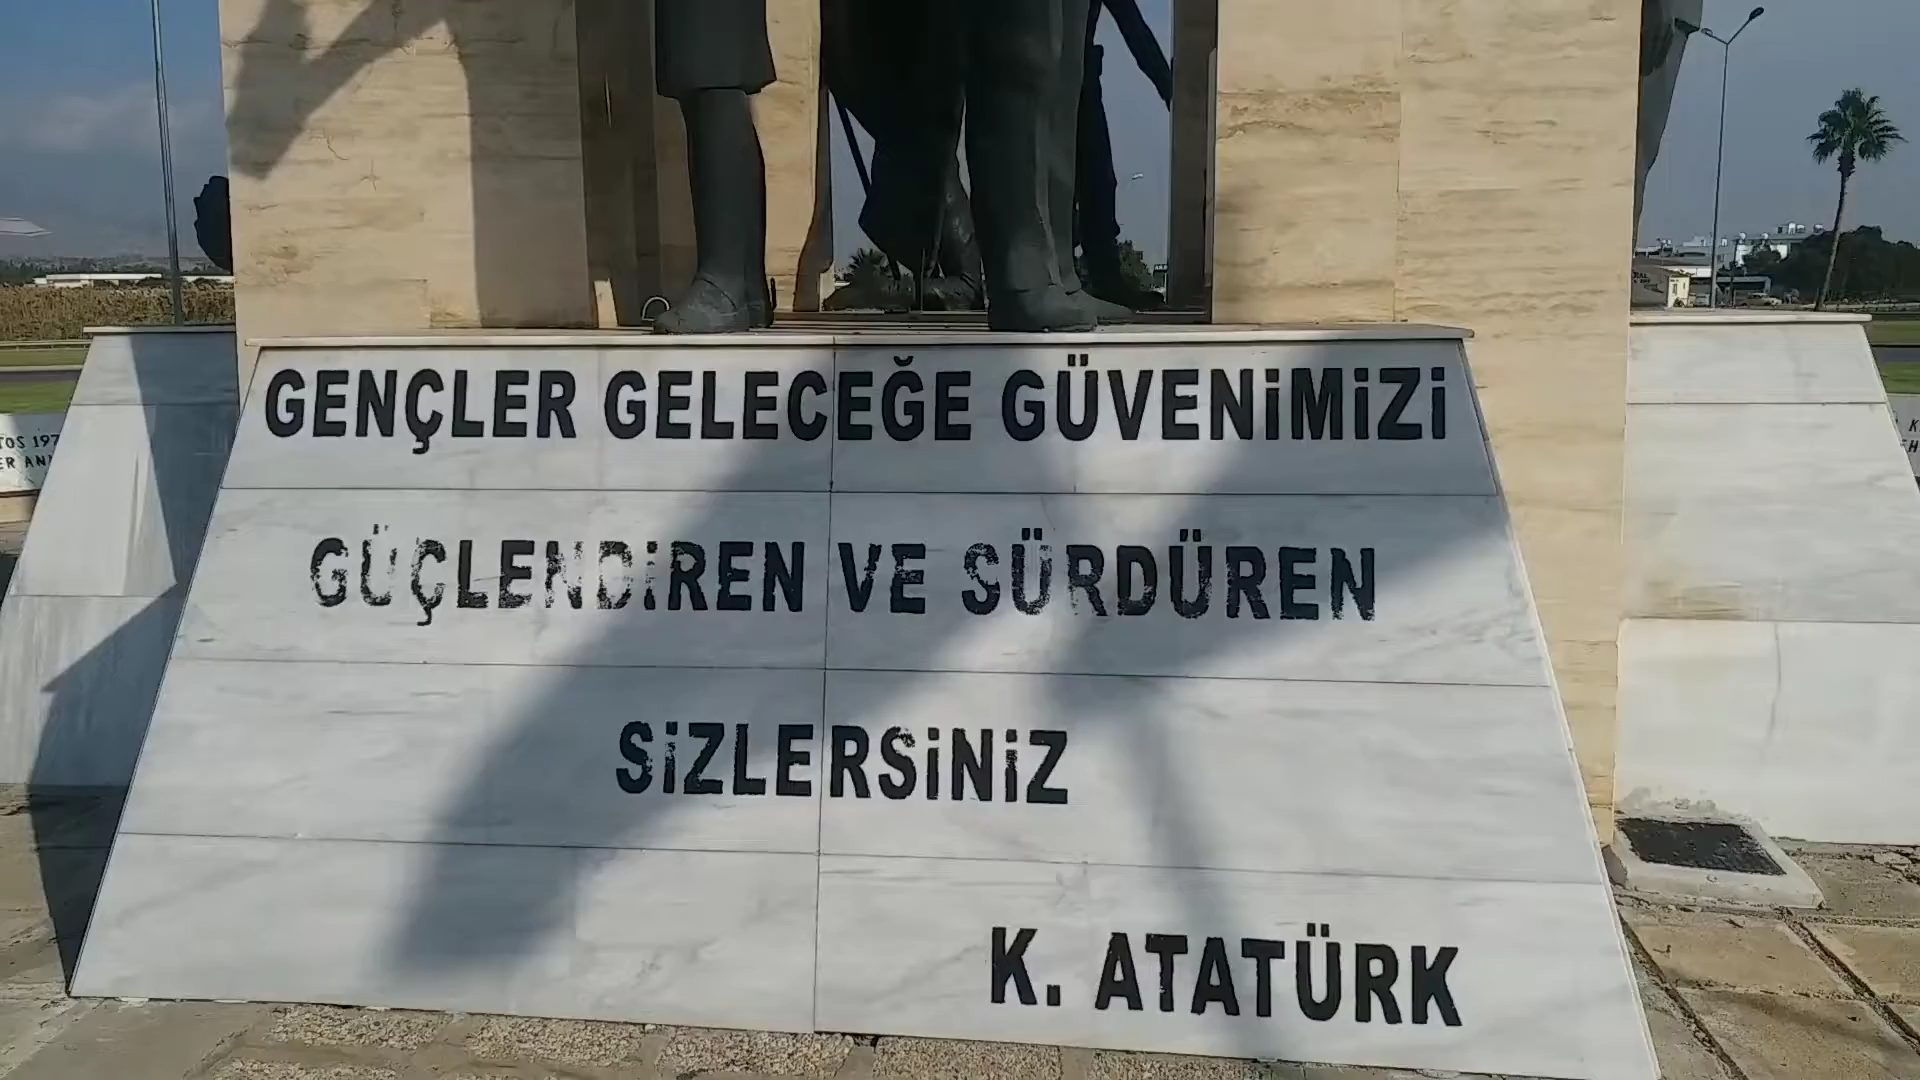 GENÇLER GELECEĞE GÜVENİMİZİ
GÜÇLENDİREN VE SÜRDÜREN
SİZLERSİNİZ
K. ATATÜRK